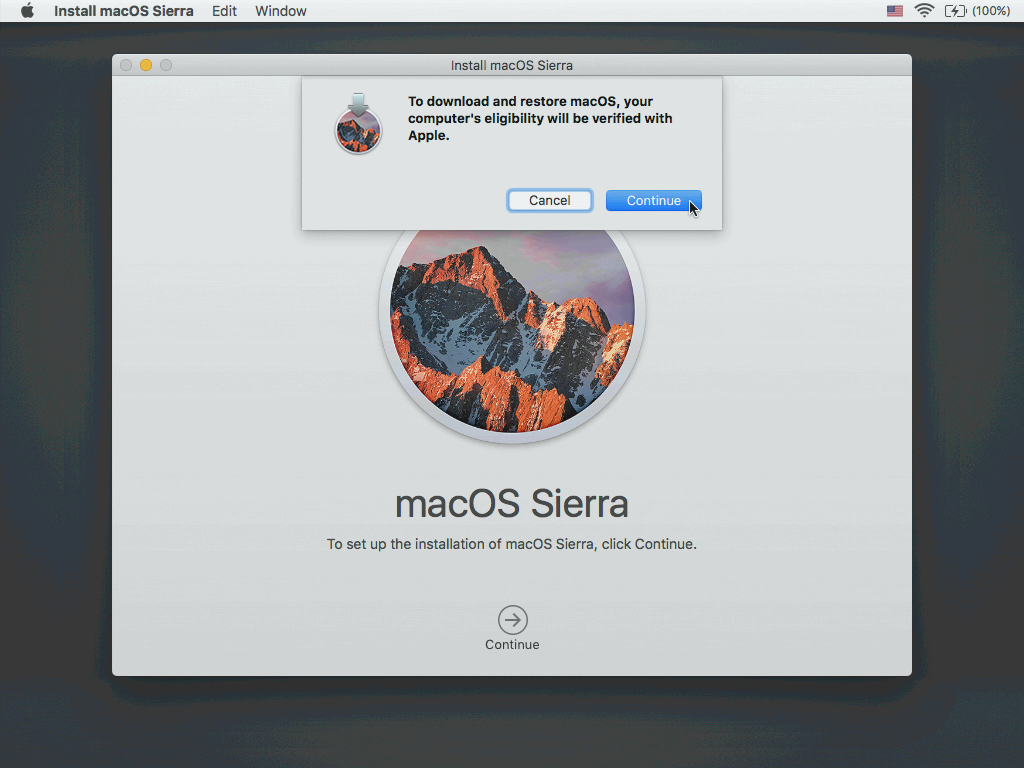 Install macOS Sierra Edit Window (100%)
Install macOS Sierra
To download and restore macOS, your
computer's eligibility will be verified with
Apple.
Cancel Continue
macOS Sierra
To set up the installation of macOS Sierra, click Continue.
Continue